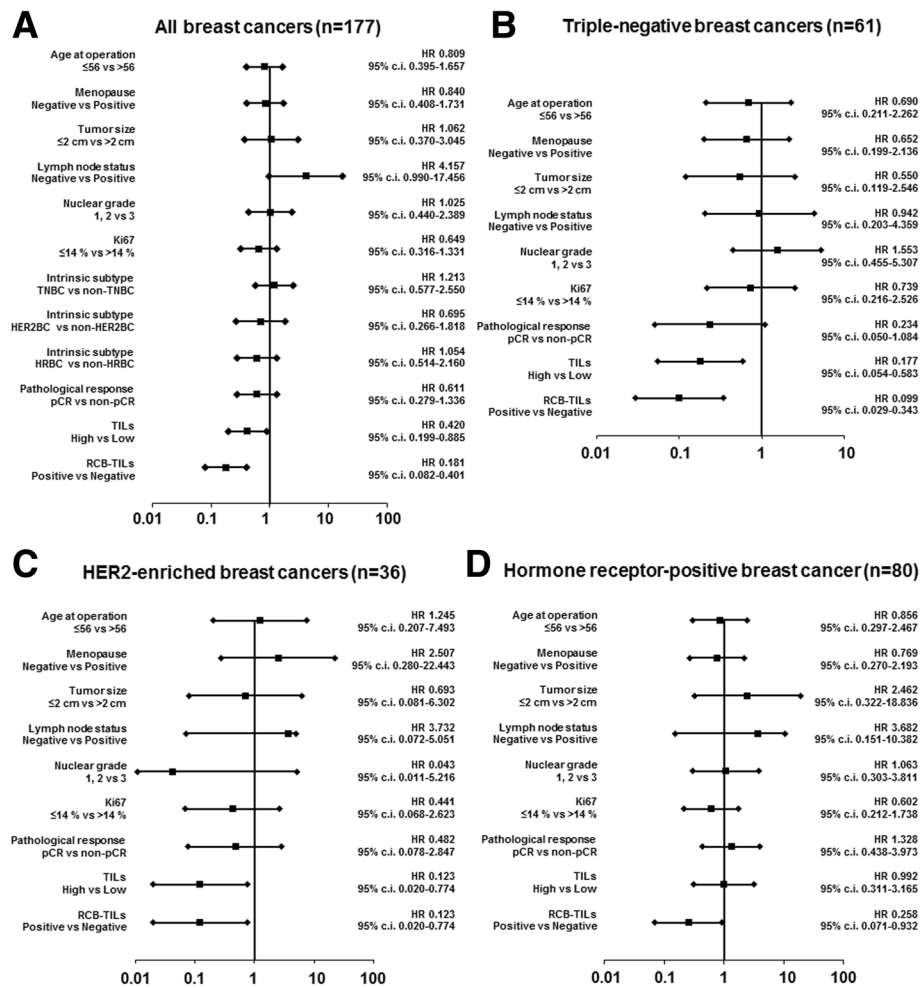 A
All breast cancers (n=177)
Age at operation
≤56 vs >56
HR 0.809
95% c.i. 0.395-1.657
Menopause
Negative vs Positive
HR 0.840
95% c.i. 0.408-1.731
Tumor size
≤2 cm vs >2 cm
HR 1.062
95% c.i. 0.370-3.045
Lymph node status
Negative vs Positive
HR 4.157
95% c.i. 0.990-17.456
Nuclear grade
1, 2 vs 3
HR 1.025
95% c.i. 0.440-2.389
Ki67
≤14 % vs >14 %
HR 0.649
95% c.i. 0.316-1.331
Intrinsic subtype
TNBC vs non-TNBC
HR 1.213
95% c.i. 0.577-2.550
Intrinsic subtype
HER2BC vs non-HER2BC
HR 0.695
95% c.i. 0.266-1.818
Intrinsic subtype
HRBC vs non-HRBC
HR 1.054
95% c.i. 0.514-2.160
Pathological response
pCR vs non-pCR
HR 0.611
95% c.i. 0.279-1.336
TILs
High vs Low
HR 0.420
95% c.i. 0.199-0.885
RCB-TILs
Positive vs Negative
HR 0.181
95% c.i. 0.082-0.401
0.01 0.1 1 10 100
B
Triple-negative breast cancers (n=61)
Age at operation
≤56 vs >56
HR 0.690
95% c.i. 0.211-2.262
Menopause
Negative vs Positive
HR 0.652
95% c.i. 0.199-2.136
Tumor size
≤2 cm vs >2 cm
HR 0.550
95% c.i. 0.119-2.546
Lymph node status
Negative vs Positive
HR 0.942
95% c.i. 0.203-4.359
Nuclear grade
1, 2 vs 3
HR 1.553
95% c.i. 0.455-5.307
Ki67
≤14 % vs >14 %
HR 0.739
95% c.i. 0.216-2.526
Pathological response
pCR vs non-pCR
HR 0.234
95% c.i. 0.050-1.084
TILs
High vs Low
HR 0.177
95% c.i. 0.054-0.583
RCB-TILs
Positive vs Negative
HR 0.099
95% c.i. 0.029-0.343
0.01 0.1 1 10
C
HER2-enriched breast cancers (n=36)
Age at operation
≤56 vs >56
HR 1.245
95% c.i. 0.207-7.493
Menopause
Negative vs Positive
HR 2.507
95% c.i. 0.280-22.443
Tumor size
≤2 cm vs >2 cm
HR 0.693
95% c.i. 0.081-6.302
Lymph node status
Negative vs Positive
HR 3.732
95% c.i. 0.072-5.051
Nuclear grade
1, 2 vs 3
HR 0.043
95% c.i. 0.011-5.216
Ki67
≤14 % vs >14 %
HR 0.441
95% c.i. 0.068-2.623
Pathological response
pCR vs non-pCR
HR 0.482
95% c.i. 0.078-2.847
TILs
High vs Low
HR 0.123
95% c.i. 0.020-0.774
RCB-TILs
Positive vs Negative
HR 0.123
95% c.i. 0.020-0.774
0.01 0.1 1 10 100
D
Hormone receptor-positive breast cancer (n=80)
Age at operation
≤56 vs >56
HR 0.856
95% c.i. 0.297-2.467
Menopause
Negative vs Positive
HR 0.769
95% c.i. 0.270-2.193
Tumor size
≤2 cm vs >2 cm
HR 2.462
95% c.i. 0.322-18.836
Lymph node status
Negative vs Positive
HR 3.682
95% c.i. 0.151-10.382
Nuclear grade
1, 2 vs 3
HR 1.063
95% c.i. 0.303-3.811
Ki67
≤14 % vs >14 %
HR 0.602
95% c.i. 0.212-1.738
Pathological response
pCR vs non-pCR
HR 1.328
95% c.i. 0.438-3.973
TILs
High vs Low
HR 0.992
95% c.i. 0.311-3.165
RCB-TILs
Positive vs Negative
HR 0.258
95% c.i. 0.071-0.932
0.01 0.1 1 10 100